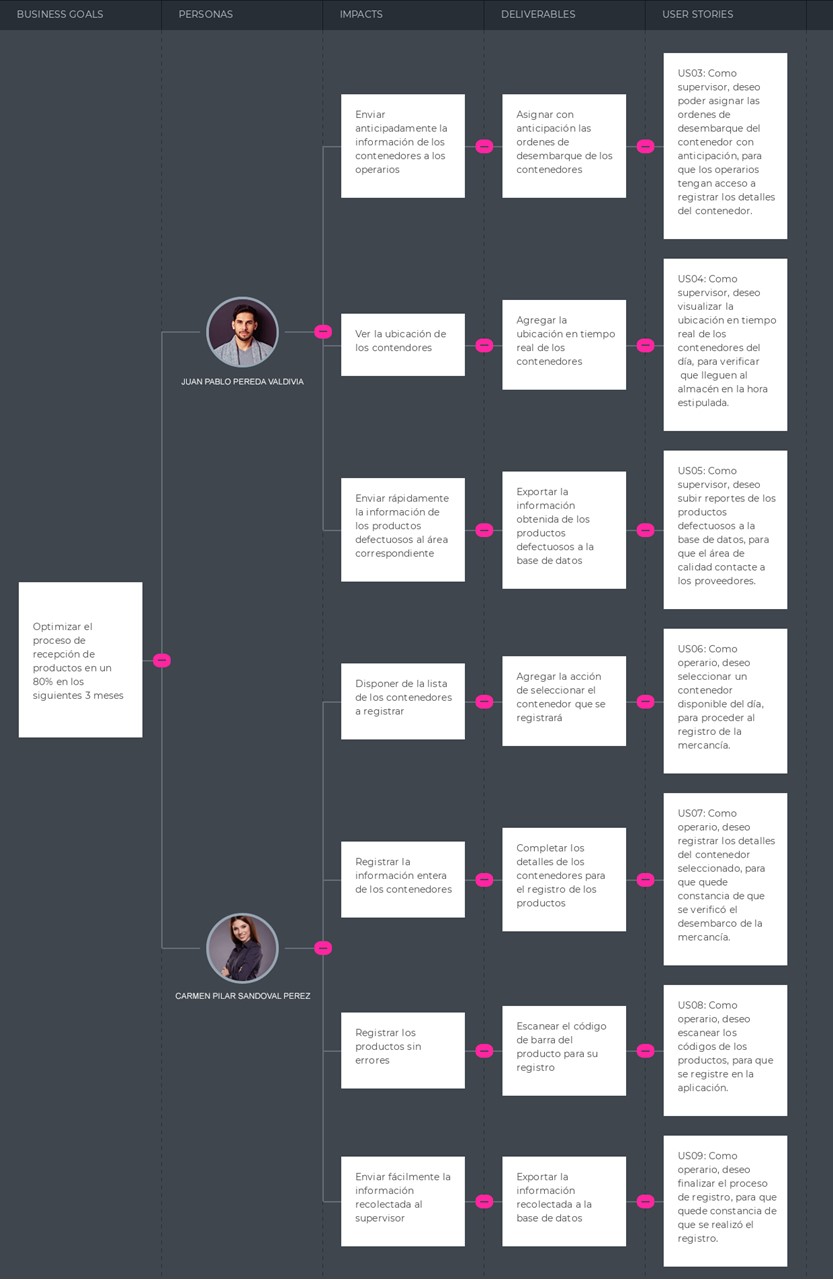 BUSINESS GOALS
PERSONAS
IMPACTS
DELIVERABLES
USER STORIES
Optimizar el
proceso de
recepción de
productos en un
80% en los
siguientes 3 meses
JUAN PABLO PEREDA VALDIVIA
Enviar
anticipadamente la
información de los
contenedores a los
operarios
Asignar con
anticipación las
ordenes de
desembarque de los
contenedores
US03: Como
supervisor, deseo
poder asignar las
ordenes de
desembarque del
contenedor con
anticipación, para
que los operarios
tengan acceso a
registrar los detalles
del contenedor.
Ver la ubicación de
los contendores
Agregar la
ubicación en tiempo
real de los
contenedores
US04: Como
supervisor, deseo
visualizar la
ubicación en tiempo
real de los
contenedores del
día, para verificar
que lleguen al
almacén en la hora
estipulada.
Enviar rápidamente
la información de
los productos
defectuosos al área
correspondiente
Exportar la
información
obtenida de los
productos
defectuosos a la
base de datos
US05: Como
supervisor, deseo
subir reportes de los
productos
defectuosos a la
base de datos, para
que el área de
calidad contacte a
los proveedores.
CARMEN PILAR SANDOVAL PEREZ
Disponer de la lista
de los contenedores
a registrar
Agregar la acción
de seleccionar el
contenedor que se
registrará
US06: Como
operario, deseo
seleccionar un
contenedor
disponible del día,
para proceder al
registro de la
mercancía.
Registrar la
información entera
de los contenedores
Completar los
detalles de los
contenedores para
el registro de los
productos
US07: Como
operario, deseo
registrar los detalles
del contenedor
seleccionado, para
que quede
constancia de que
se verificó el
desembarco de la
mercancía.
Registrar los
productos sin
errores
Escanear el código
de barra del
producto para su
registro
US08: Como
operario, deseo
escanear los
códigos de los
productos, para que
se registre en la
aplicación.
Enviar fácilmente la
información
recolectada al
supervisor
Exportar la
información
recolectada a la
base de datos
US09: Como
operario, deseo
finalizar el proceso
de registro, para que
quede constancia de
que se realizó el
registro.